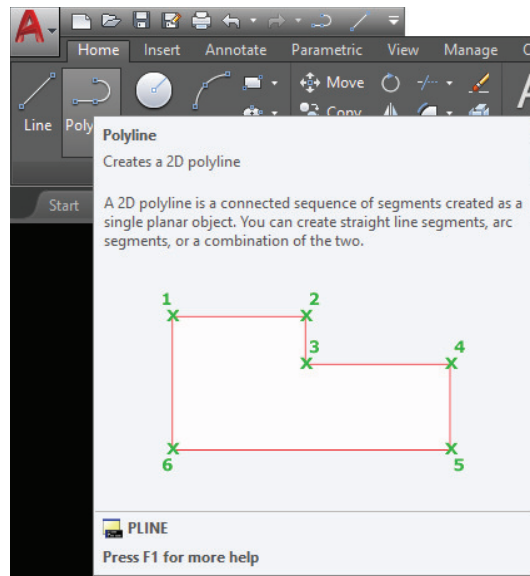 Home Insert Annotate Parametric View Manage
Move
Line
Copy
Start
Polyline
Creates a 2D polyline
A 2D polyline is a connected sequence of segments created as a
single planar object. You can create straight line segments, arc
segments, or a combination of the two.
1 2
3 4
6 5
PLINE
Press F1 for more help